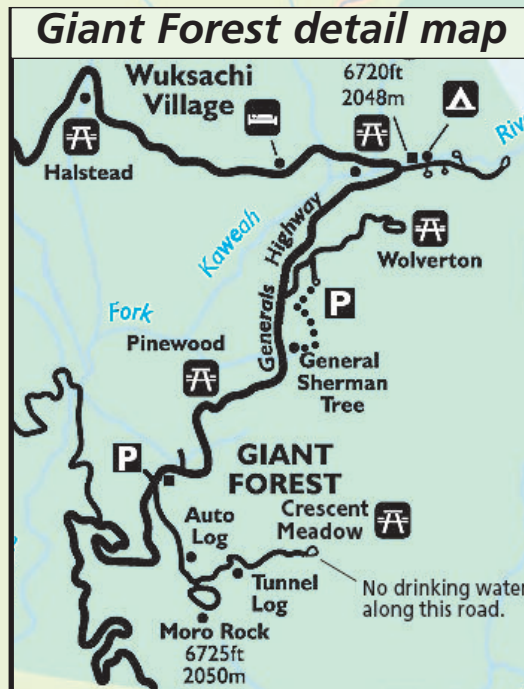 Giant Forest detail map
6720ft
2048m
Wuksachi
Village
Halstead
Kaweah
Generals Highway
Wolverton
P
Fork
Pinewood
General
Sherman
Tree
P
GIANT
FOREST
Crescent
Meadow
Auto
Log
Tunnel
Log
No drinking water
along this road.
Moro Rock
6725ft
2050m